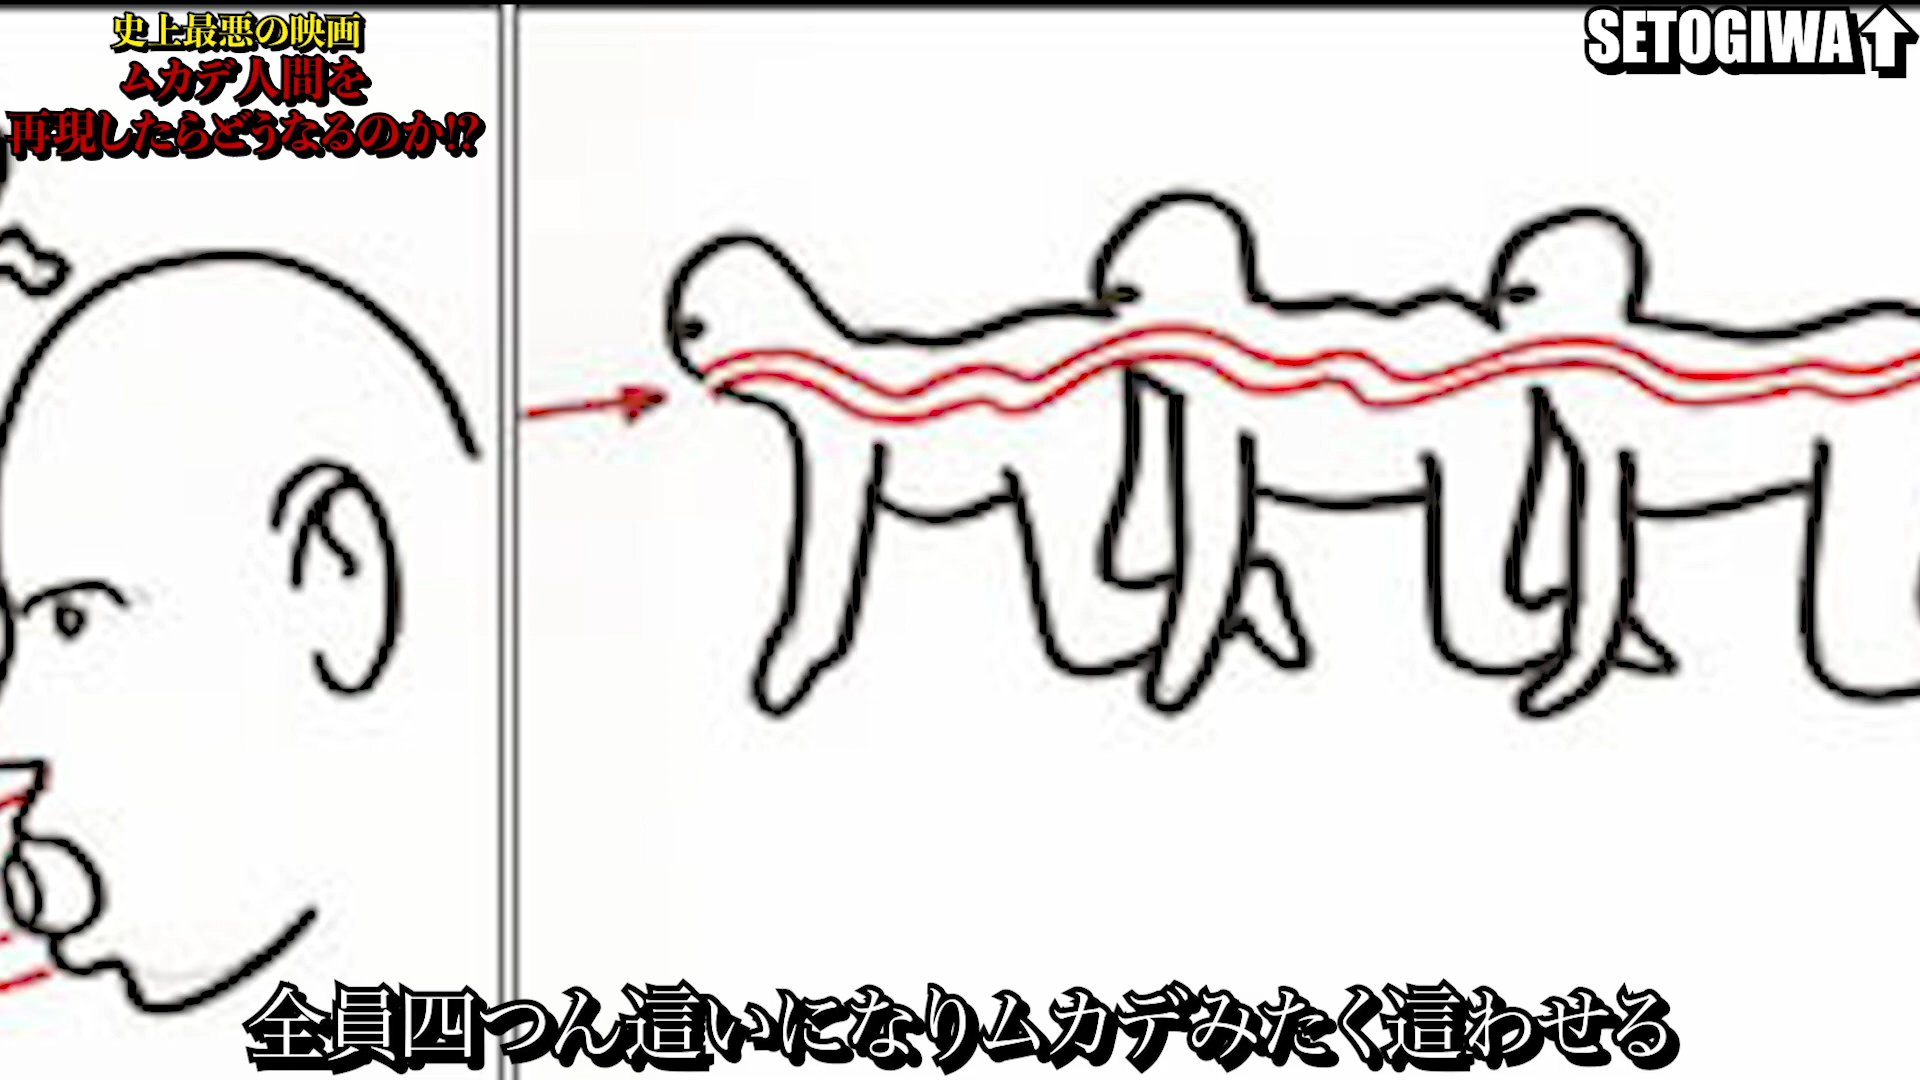 史上最悪の映画
ムカデ人間を
再現したらどうなるのか!?
SETOGIWA↑
全員四つん這いになりムカデみたく這わせる